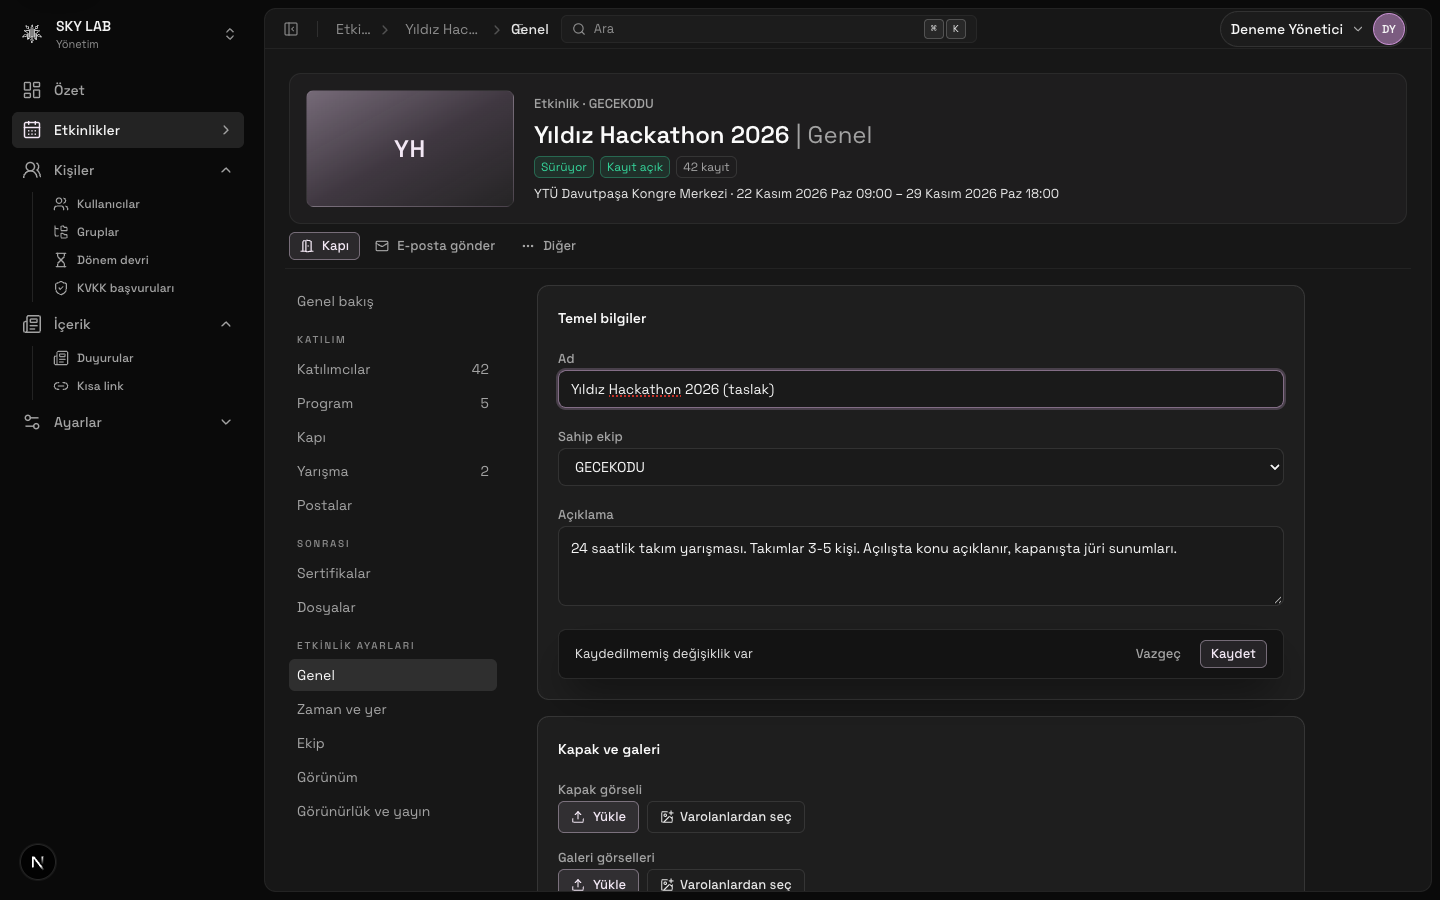 SKY LAB
Yönetim
Özet
Etkinlikler
Kişiler
Kullanıcılar
Gruplar
Dönem devri
KVKK başvuruları
İçerik
Duyurular
Kısa link
Ayarlar
Etki... Yıldız Hac... Genel
Ara
⌘ K
Deneme Yönetici
DY
YH
Etkinlik · GECEKODU
Yıldız Hackathon 2026 | Genel
Sürüyor Kayıt açık 42 kayıt
YTÜ Davutpaşa Kongre Merkezi · 22 Kasım 2026 Paz 09:00 – 29 Kasım 2026 Paz 18:00
Kapı E-posta gönder Diğer
Genel bakış
KATILIM
Katılımcılar 42
Program 5
Kapı
Yarışma 2
Postalar
SONRASI
Sertifikalar
Dosyalar
ETKİNLİK AYARLARI
Genel
Zaman ve yer
Ekip
Görünüm
Görünürlük ve yayın
Temel bilgiler
Ad
Yıldız Hackathon 2026 (taslak)
Sahip ekip
GECEKODU
Açıklama
24 saatlik takım yarışması. Takımlar 3-5 kişi. Açılışta konu açıklanır, kapanışta jüri sunumları.
Kaydedilmemiş değişiklik var
Vazgeç Kaydet
Kapak ve galeri
Kapak görseli
Yükle Varolanlardan seç
Galeri görselleri
Yükle Varolanlardan seç
N